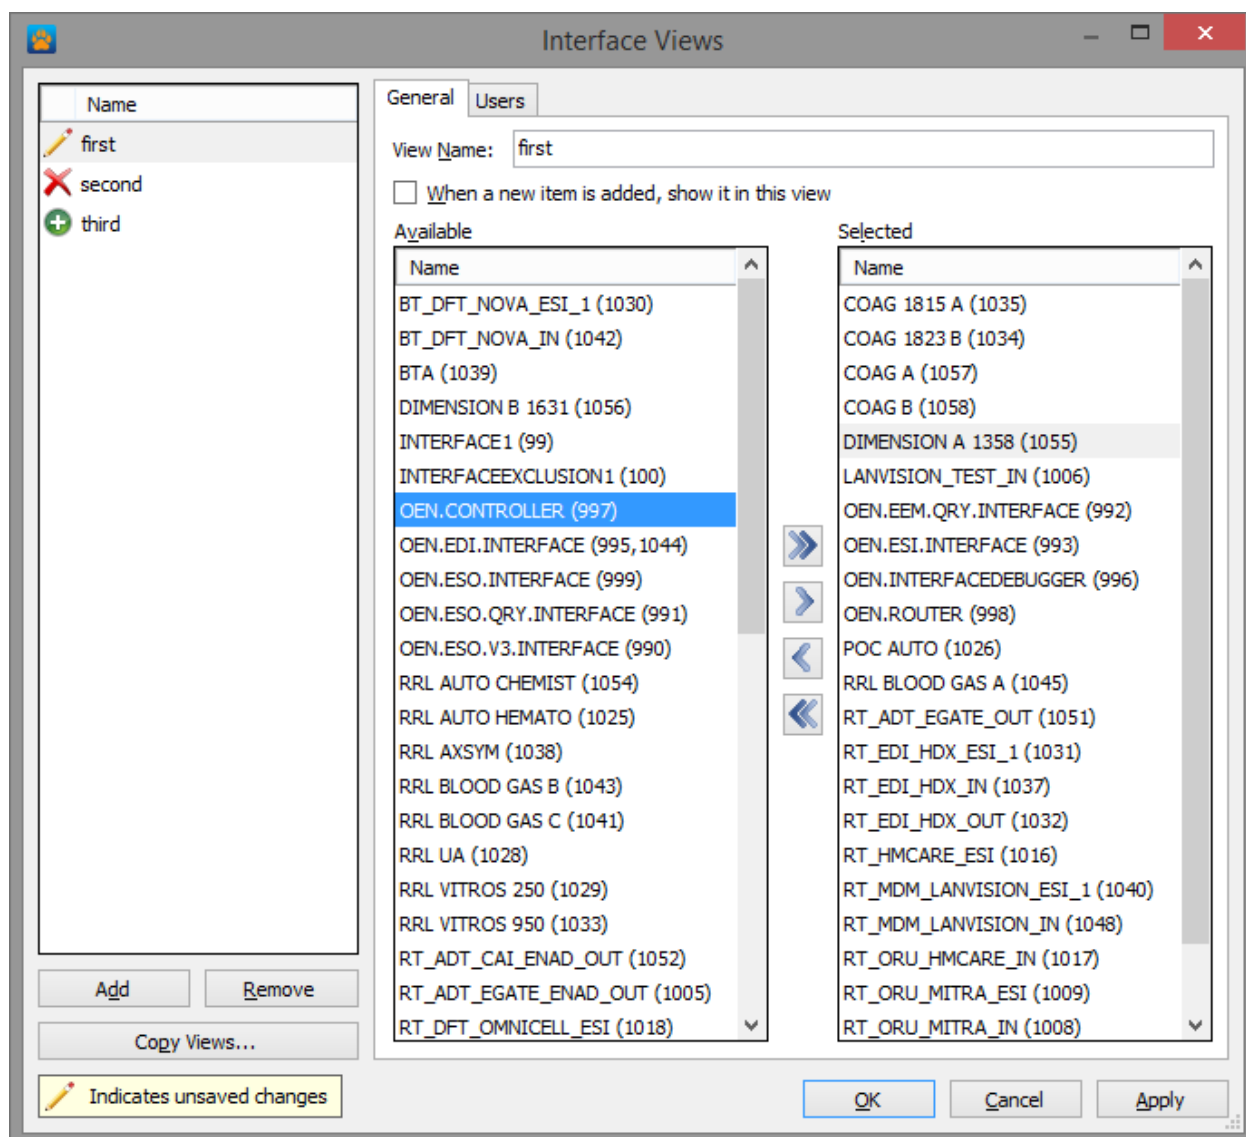 Interface Views
Name
first
second
third
Add
Remove
Copy Views...
Indicates unsaved changes
General
Users
View Name:
first
When a new item is added, show it in this view
Available
Name
BT_DFT_NOVA_ESI_1 (1030)
BT_DFT_NOVA_IN (1042)
BTA (1039)
DIMENSION B 1631 (1056)
INTERFACE1 (99)
INTERFACEEXCLUSION1 (100)
OEN.CONTROLLER (997)
OEN.EDI.INTERFACE (995,1044)
OEN.ESO.INTERFACE (999)
OEN.ESO.QRY.INTERFACE (991)
OEN.ESO.V3.INTERFACE (990)
RRL AUTO CHEMIST (1054)
RRL AUTO HEMATO (1025)
RRL AXSYM (1038)
RRL BLOOD GAS B (1043)
RRL BLOOD GAS C (1041)
RRL UA (1028)
RRL VITROS 250 (1029)
RRL VITROS 950 (1033)
RT_ADT_CAI_ENAD_OUT (1052)
RT_ADT_EGATE_ENAD_OUT (1005)
RT_DFT_OMNICELL_ESI (1018)
Selected
Name
COAG 1815 A (1035)
COAG 1823 B (1034)
COAG A (1057)
COAG B (1058)
DIMENSION A 1358 (1055)
LANVISION_TEST_IN (1006)
OEN.EEM.QRY.INTERFACE (992)
OEN.ESI.INTERFACE (993)
OEN.INTERFACEDEBUGGER (996)
OEN.ROUTER (998)
POC AUTO (1026)
RRL BLOOD GAS A (1045)
RT_ADT_EGATE_OUT (1051)
RT_EDI_HDX_ESI_1 (1031)
RT_EDI_HDX_IN (1037)
RT_EDI_HDX_OUT (1032)
RT_HMCARE_ESI (1016)
RT_MDM_LANVISION_ESI_1 (1040)
RT_MDM_LANVISION_IN (1048)
RT_ORU_HMCARE_IN (1017)
RT_ORU_MITRA_ESI (1009)
RT_ORU_MITRA_IN (1008)
OK
Cancel
Apply